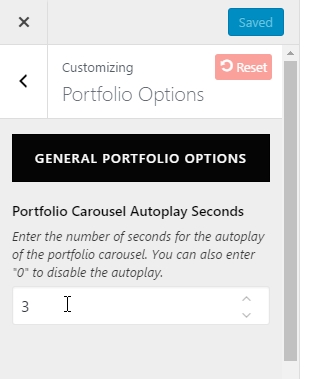 Saved
Customizing
Reset
Portfolio Options
GENERAL PORTFOLIO OPTIONS
Portfolio Carousel Autoplay Seconds
Enter the number of seconds for the autoplay
of the portfolio carousel. You can also enter
"0" to disable the autoplay.
3